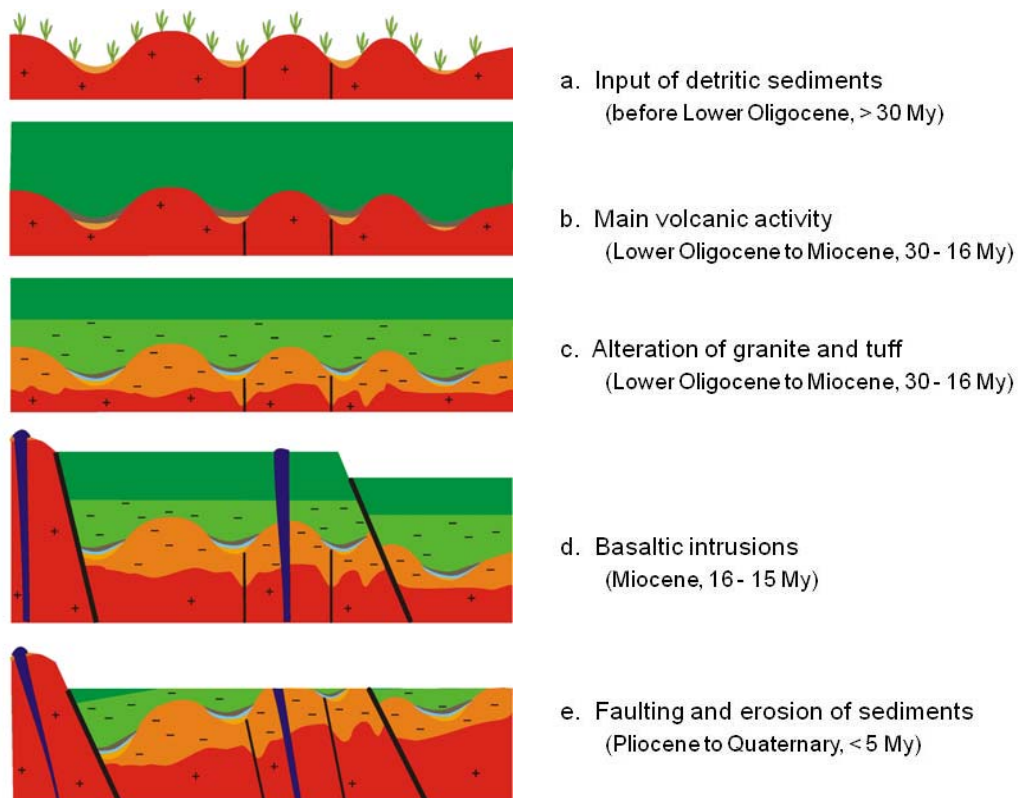 a. Input of detritic sediments
(before Lower Oligocene, > 30 My)
b. Main volcanic activity
(Lower Oligocene to Miocene, 30 - 16 My)
c. Alteration of granite and tuff
(Lower Oligocene to Miocene, 30 - 16 My)
d. Basaltic intrusions
(Miocene, 16 - 15 My)
e. Faulting and erosion of sediments
(Pliocene to Quaternary, < 5 My)